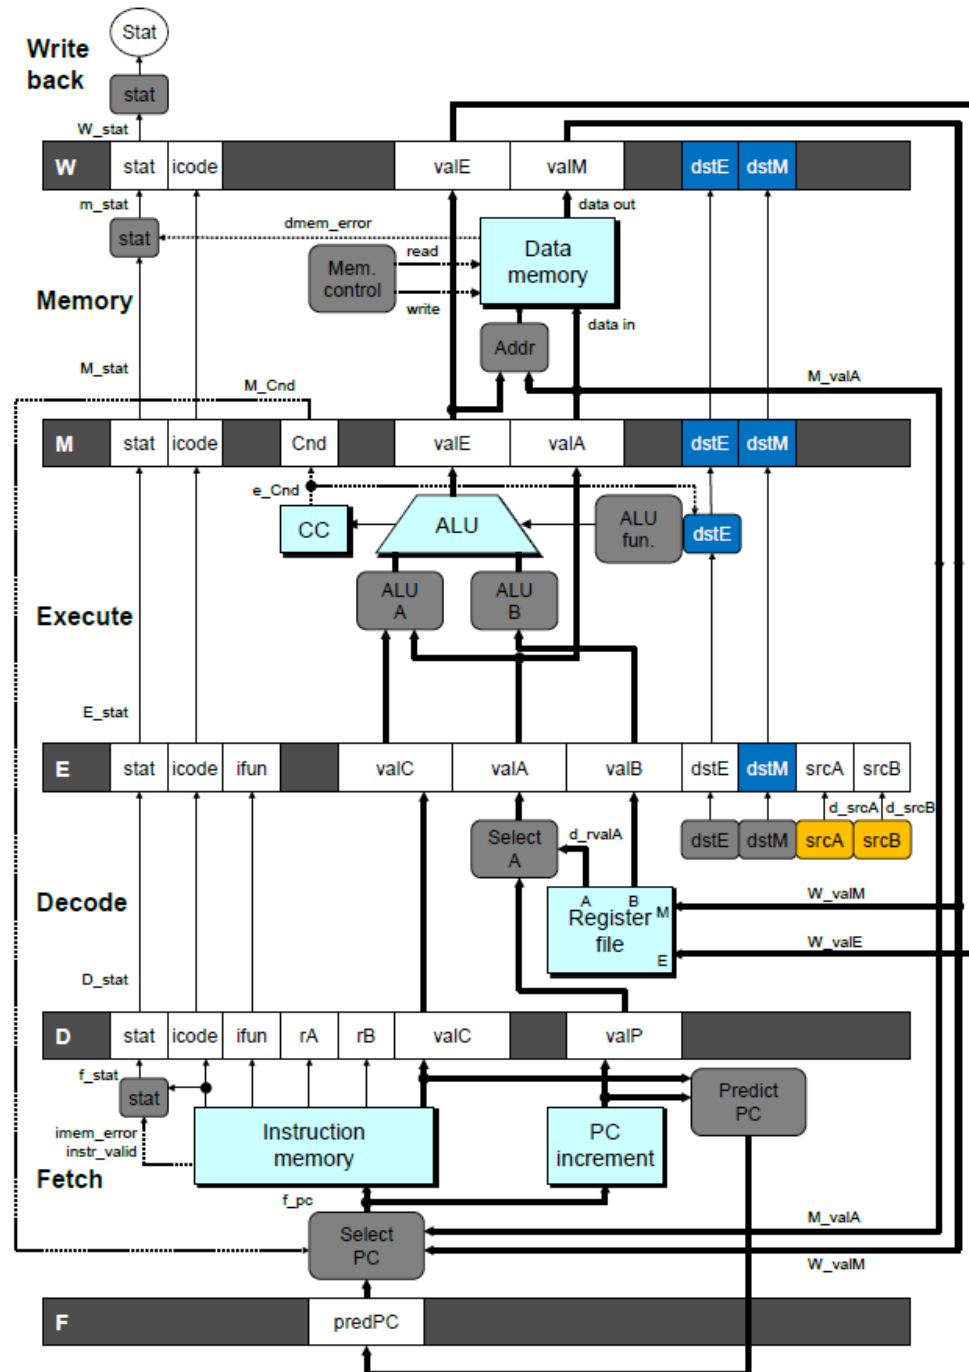 Stat
Write
back
stat
W_stat
W
stat
icode
valE
valM
dstE
dstM
m_stat
data out
dmem_error
stat
read
Mem.
control
Data
memory
write
Memory
data in
Addr
M_stat
M_Cnd
M_valA
M
stat
icode
Cnd
valE
valA
dstE
dstM
e_Cnd
CC
ALU
ALU
fun.
dstE
ALU
A
ALU
B
Execute
E_stat
E
stat
icode
ifun
valC
valA
valB
dstE
dstM
srcA
srcB
d_srcA
d_srcB
Select
A
d_rvalA
dstE
dstM
srcA
srcB
Decode
A
B
M
Register
file
E
W_valM
W_valE
D_stat
D
stat
icode
ifun
rA
rB
valC
valP
f_stat
stat
Predict
PC
imem_error
instr_valid
Instruction
memory
PC
increment
Fetch
f_pc
Select
PC
M_valA
W_valM
F
predPC